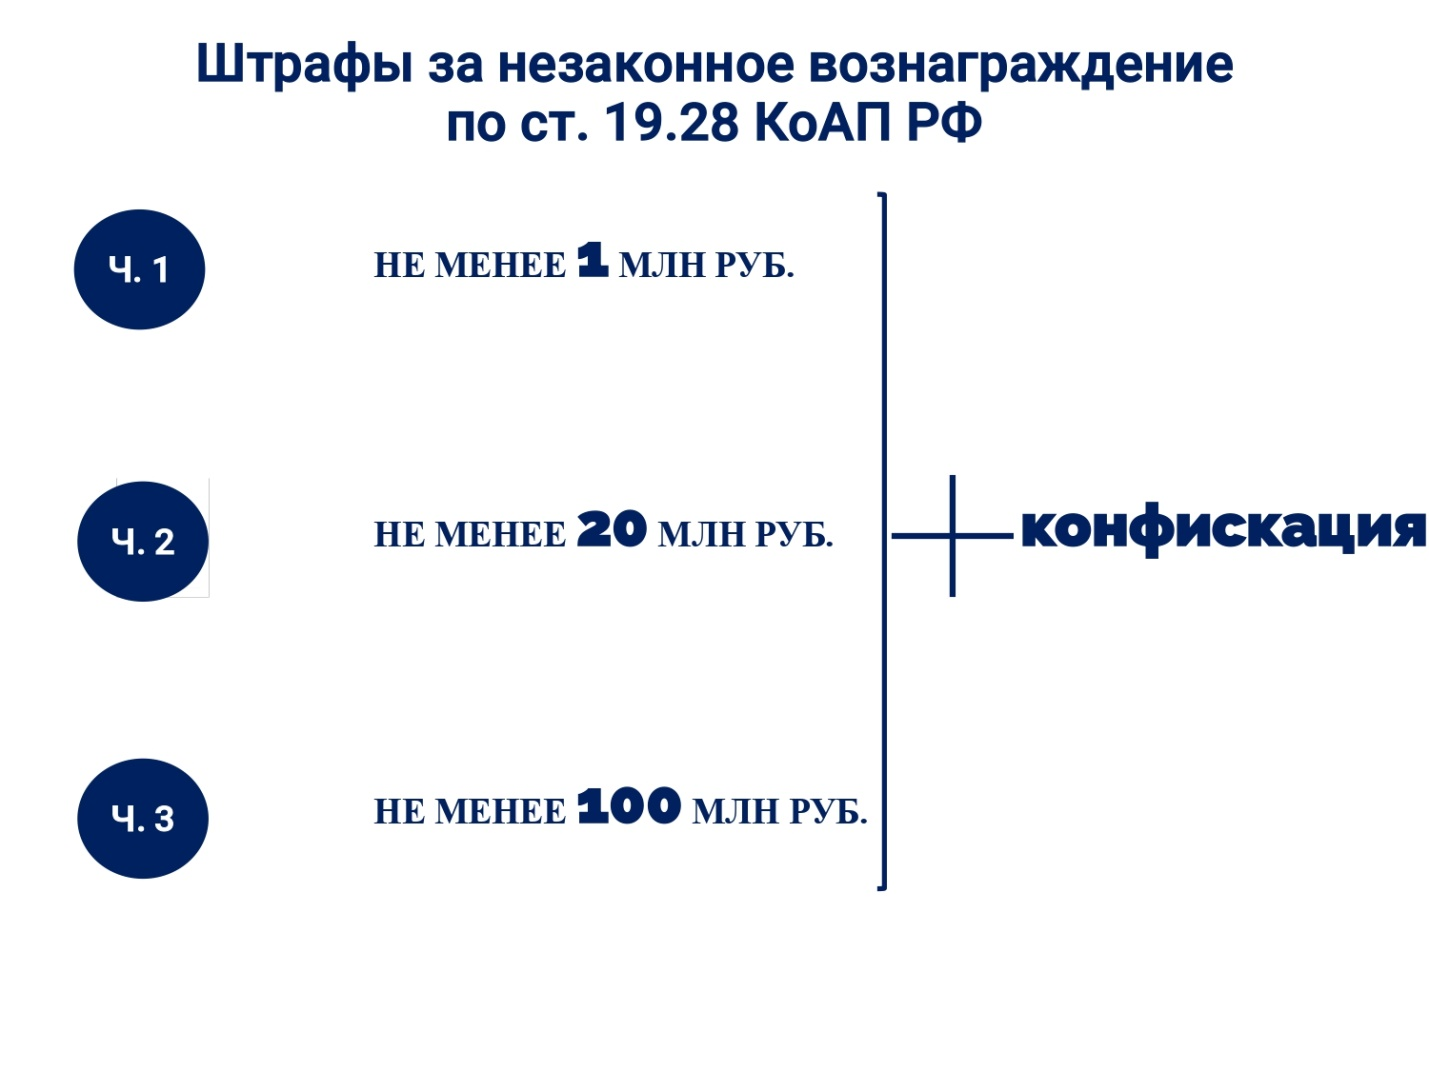 Штрафы за незаконное вознаграждение
по ст. 19.28 КоАП РФ
Ч. 1
НЕ МЕНЕЕ 1 МЛН РУБ.
Ч. 2
НЕ МЕНЕЕ 20 МЛН РУБ.
конфискация
Ч. 3
НЕ МЕНЕЕ 100 МЛН РУБ.